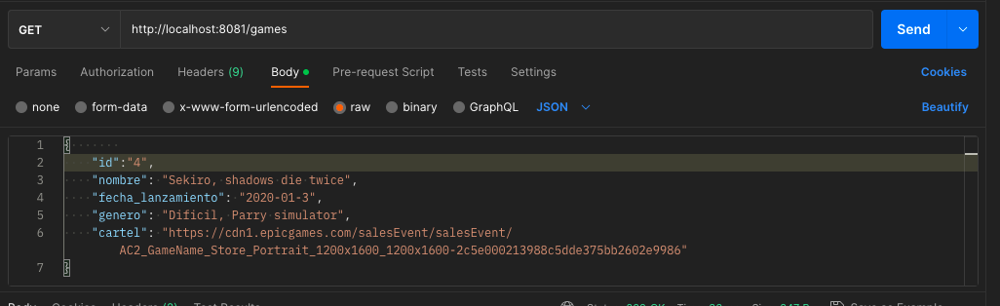 GET http://localhost:8081/games Send
Params Authorization Headers (9) Body Pre-request Script Tests Settings Cookies
none form-data x-www-form-urlencoded raw binary GraphQL JSON Beautify
1 {
2 "id":"4",
3 "nombre": "Sekiro, shadows die twice",
4 "fecha_lanzamiento": "2020-01-3",
5 "genero": "Dificil, Parry simulator",
6 "cartel": "https://cdn1.epicgames.com/salesEvent/salesEvent/
AC2_GameName_Store_Portrait_1200x1600_1200x1600-2c5e000213988c5dde375bb2602e9986"
7 }